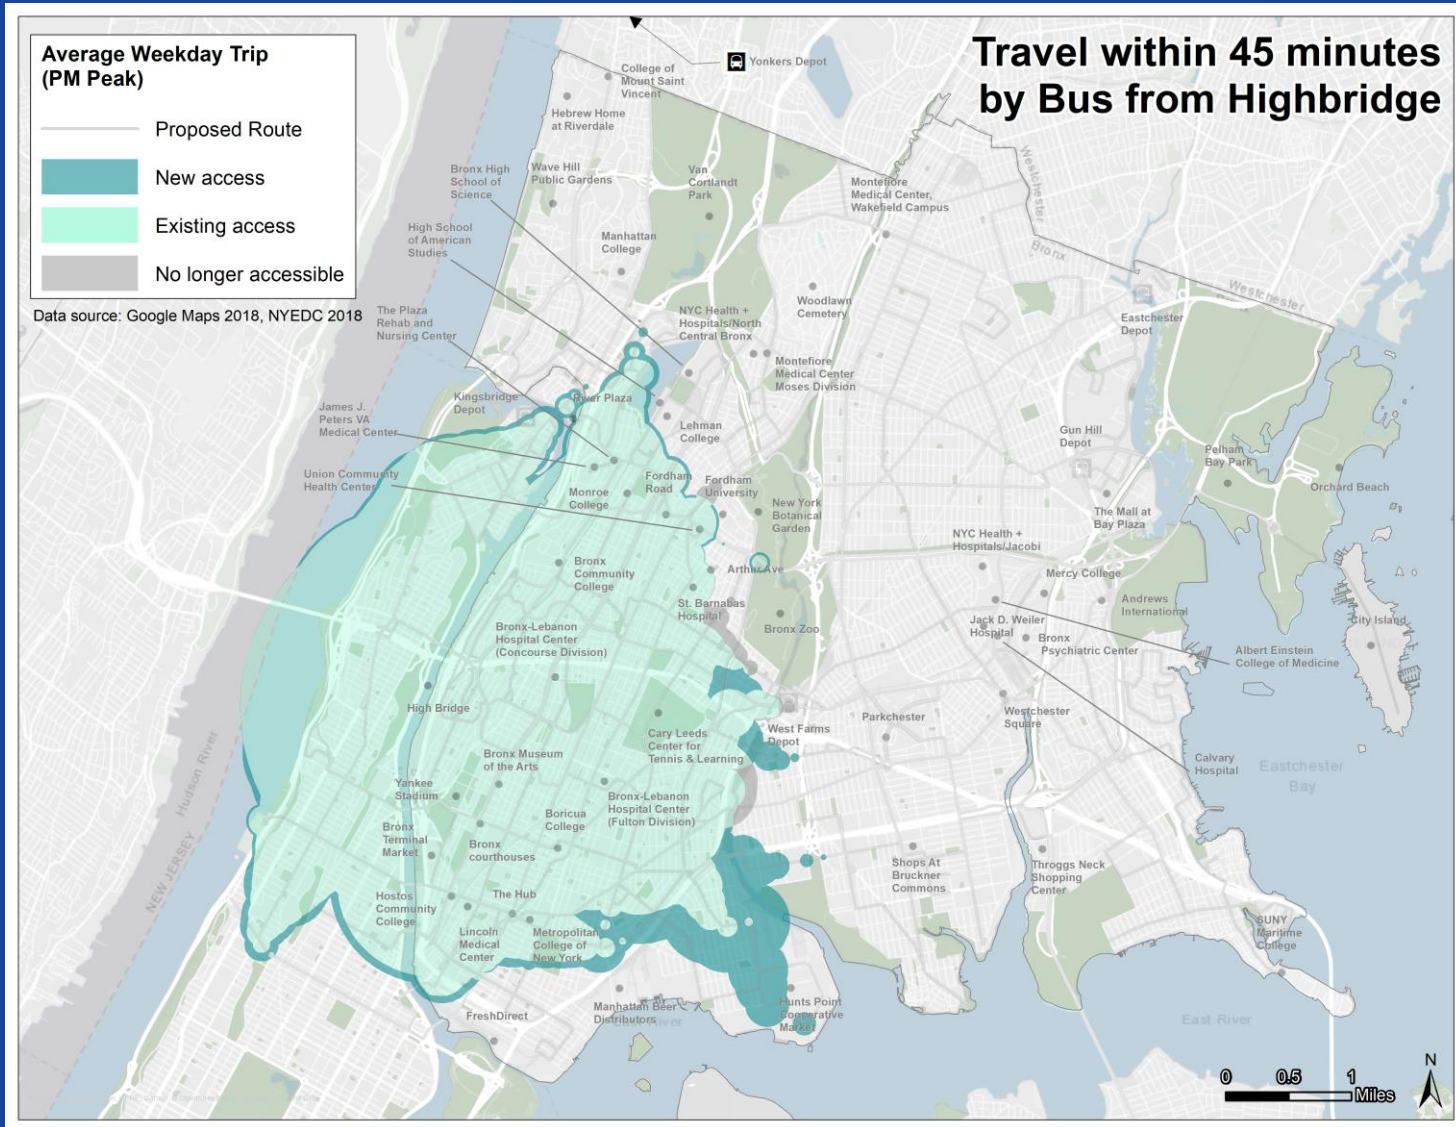 Travel within 45 minutes
by Bus from Highbridge
Average Weekday Trip
(PM Peak)
Proposed Route
New access
Existing access
No longer accessible
Data source: Google Maps 2018, NYEDC 2018
Yonkers Depot
College of
Mount Saint
Vincent
Hebrew Home
at Riverdale
Bronx High
School of
Science
Wave Hill
Public Gardens
Van
Cortlandt
Park
Montefiore
Medical Center,
Wakefield Campus
Westchester
Bronx
High School
of American
Studies
Manhattan
College
Westchester
The Plaza
Rehab and
Nursing Center
NYC Health +
Hospitals/North
Central Bronx
Woodlawn
Cemetery
Eastchester
Depot
Montefiore
Medical Center
Moses Division
Kingsbridge
Depot
River Plaza
James J.
Peters VA
Medical Center
Lehman
College
Gun Hill
Depot
Pelham
Bay Park
Orchard Beach
Union Community
Health Center
Monroe
College
Fordham
Road
Fordham
University
New York
Botanical
Garden
The Mall at
Bay Plaza
NYC Health +
Hospitals/Jacobi
Bronx
Community
College
Arthur Ave
Mercy College
St. Barnabas
Hospital
Andrews
International
Bronx Zoo
Jack D. Weiler
Hospital
Bronx
Psychiatric Center
City Island
Bronx-Lebanon
Hospital Center
(Concourse Division)
Albert Einstein
College of Medicine
High Bridge
Cary Leeds
Center for
Tennis & Learning
West Farms
Depot
Parkchester
Westchester
Square
Calvary
Hospital
Eastchester
Bay
Hudson River
NEW JERSEY
Bronx Museum
of the Arts
Yankee
Stadium
Bronx-Lebanon
Hospital Center
(Fulton Division)
Boricua
College
Bronx
Terminal
Market
Bronx
courthouses
Shops At
Bruckner
Commons
Throggs Neck
Shopping
Center
Hostos
Community
College
The Hub
Lincoln
Medical
Center
Metropolitan
College of
New York
SUNY
Maritime
College
FreshDirect
Manhattan Beer
Distributors
River
Hunts Point
Cooperative
Market
East River
N
0 0.5 1
Miles